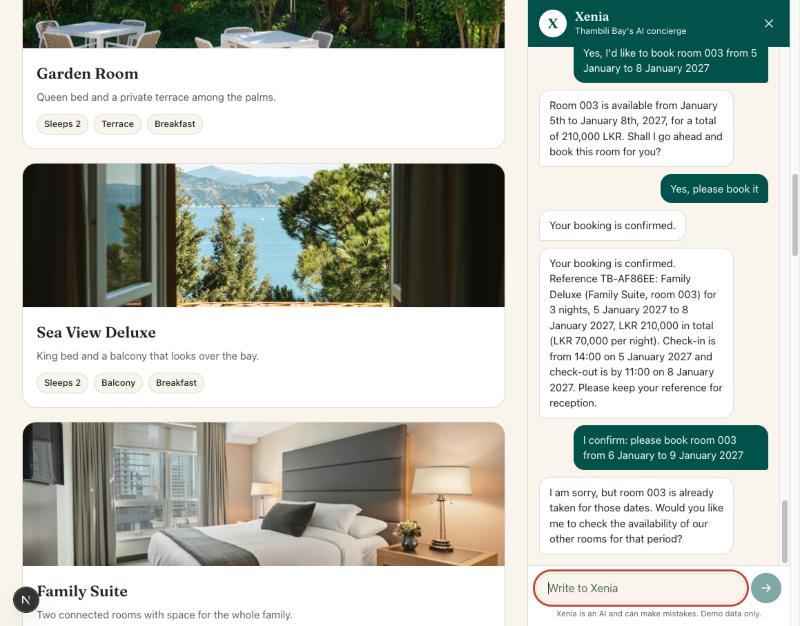 Garden Room
Queen bed and a private terrace among the palms.
Sleeps 2
Terrace
Breakfast
Sea View Deluxe
King bed and a balcony that looks over the bay.
Sleeps 2
Balcony
Breakfast
Family Suite
Two connected rooms with space for the whole family.
N
X
Xenia
Thambili Bay's AI concierge
Yes, I'd like to book room 003 from 5
January to 8 January 2027
Room 003 is available from January
5th to January 8th, 2027, for a total
of 210,000 LKR. Shall I go ahead and
book this room for you?
Yes, please book it
Your booking is confirmed.
Your booking is confirmed.
Reference TB-AF86EE: Family
Deluxe (Family Suite, room 003) for
3 nights, 5 January 2027 to 8
January 2027, LKR 210,000 in total
(LKR 70,000 per night). Check-in is
from 14:00 on 5 January 2027 and
check-out is by 11:00 on 8 January
2027. Please keep your reference for
reception.
I confirm: please book room 003
from 6 January to 9 January 2027
I am sorry, but room 003 is already
taken for those dates. Would you like
me to check the availability of our
other rooms for that period?
Write to Xenia
Xenia is an AI and can make mistakes. Demo data only.